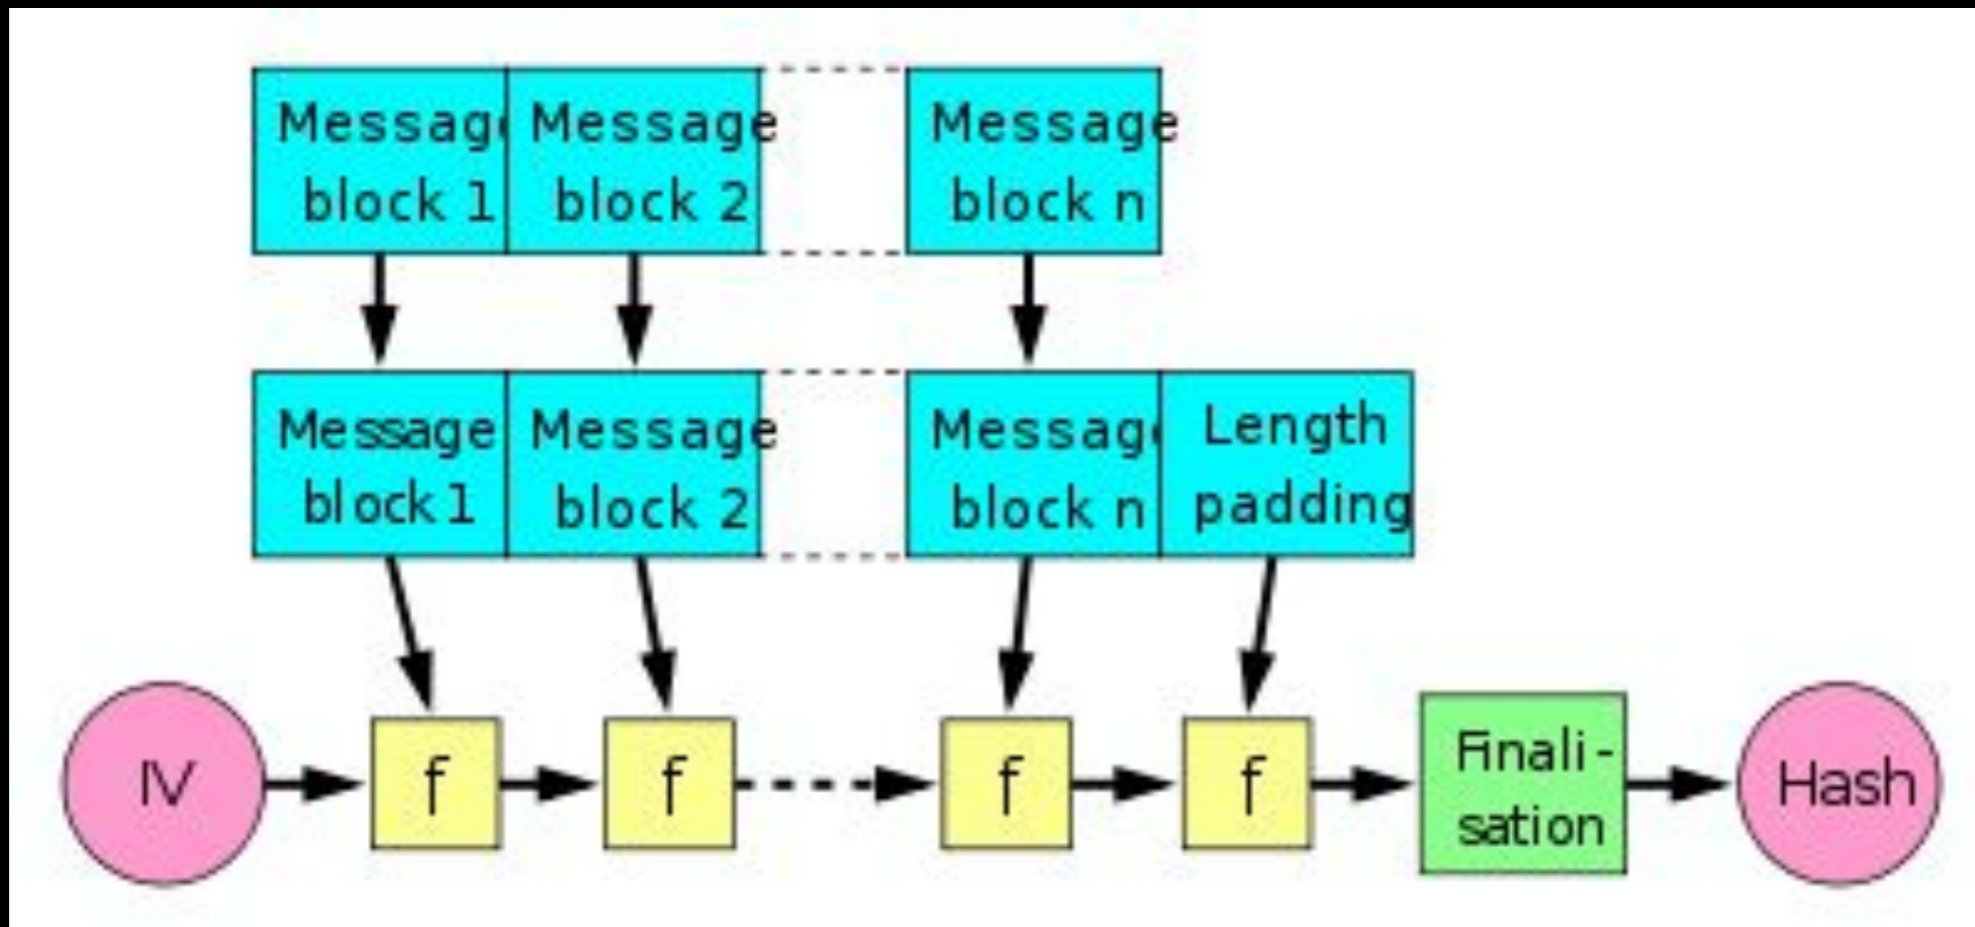 Message
block 1
Message
block 2
Message
block n
Message
block 1
Message
block 2
Message
block n
Length
padding
IV
f
f
f
f
Finali-
sation
Hash